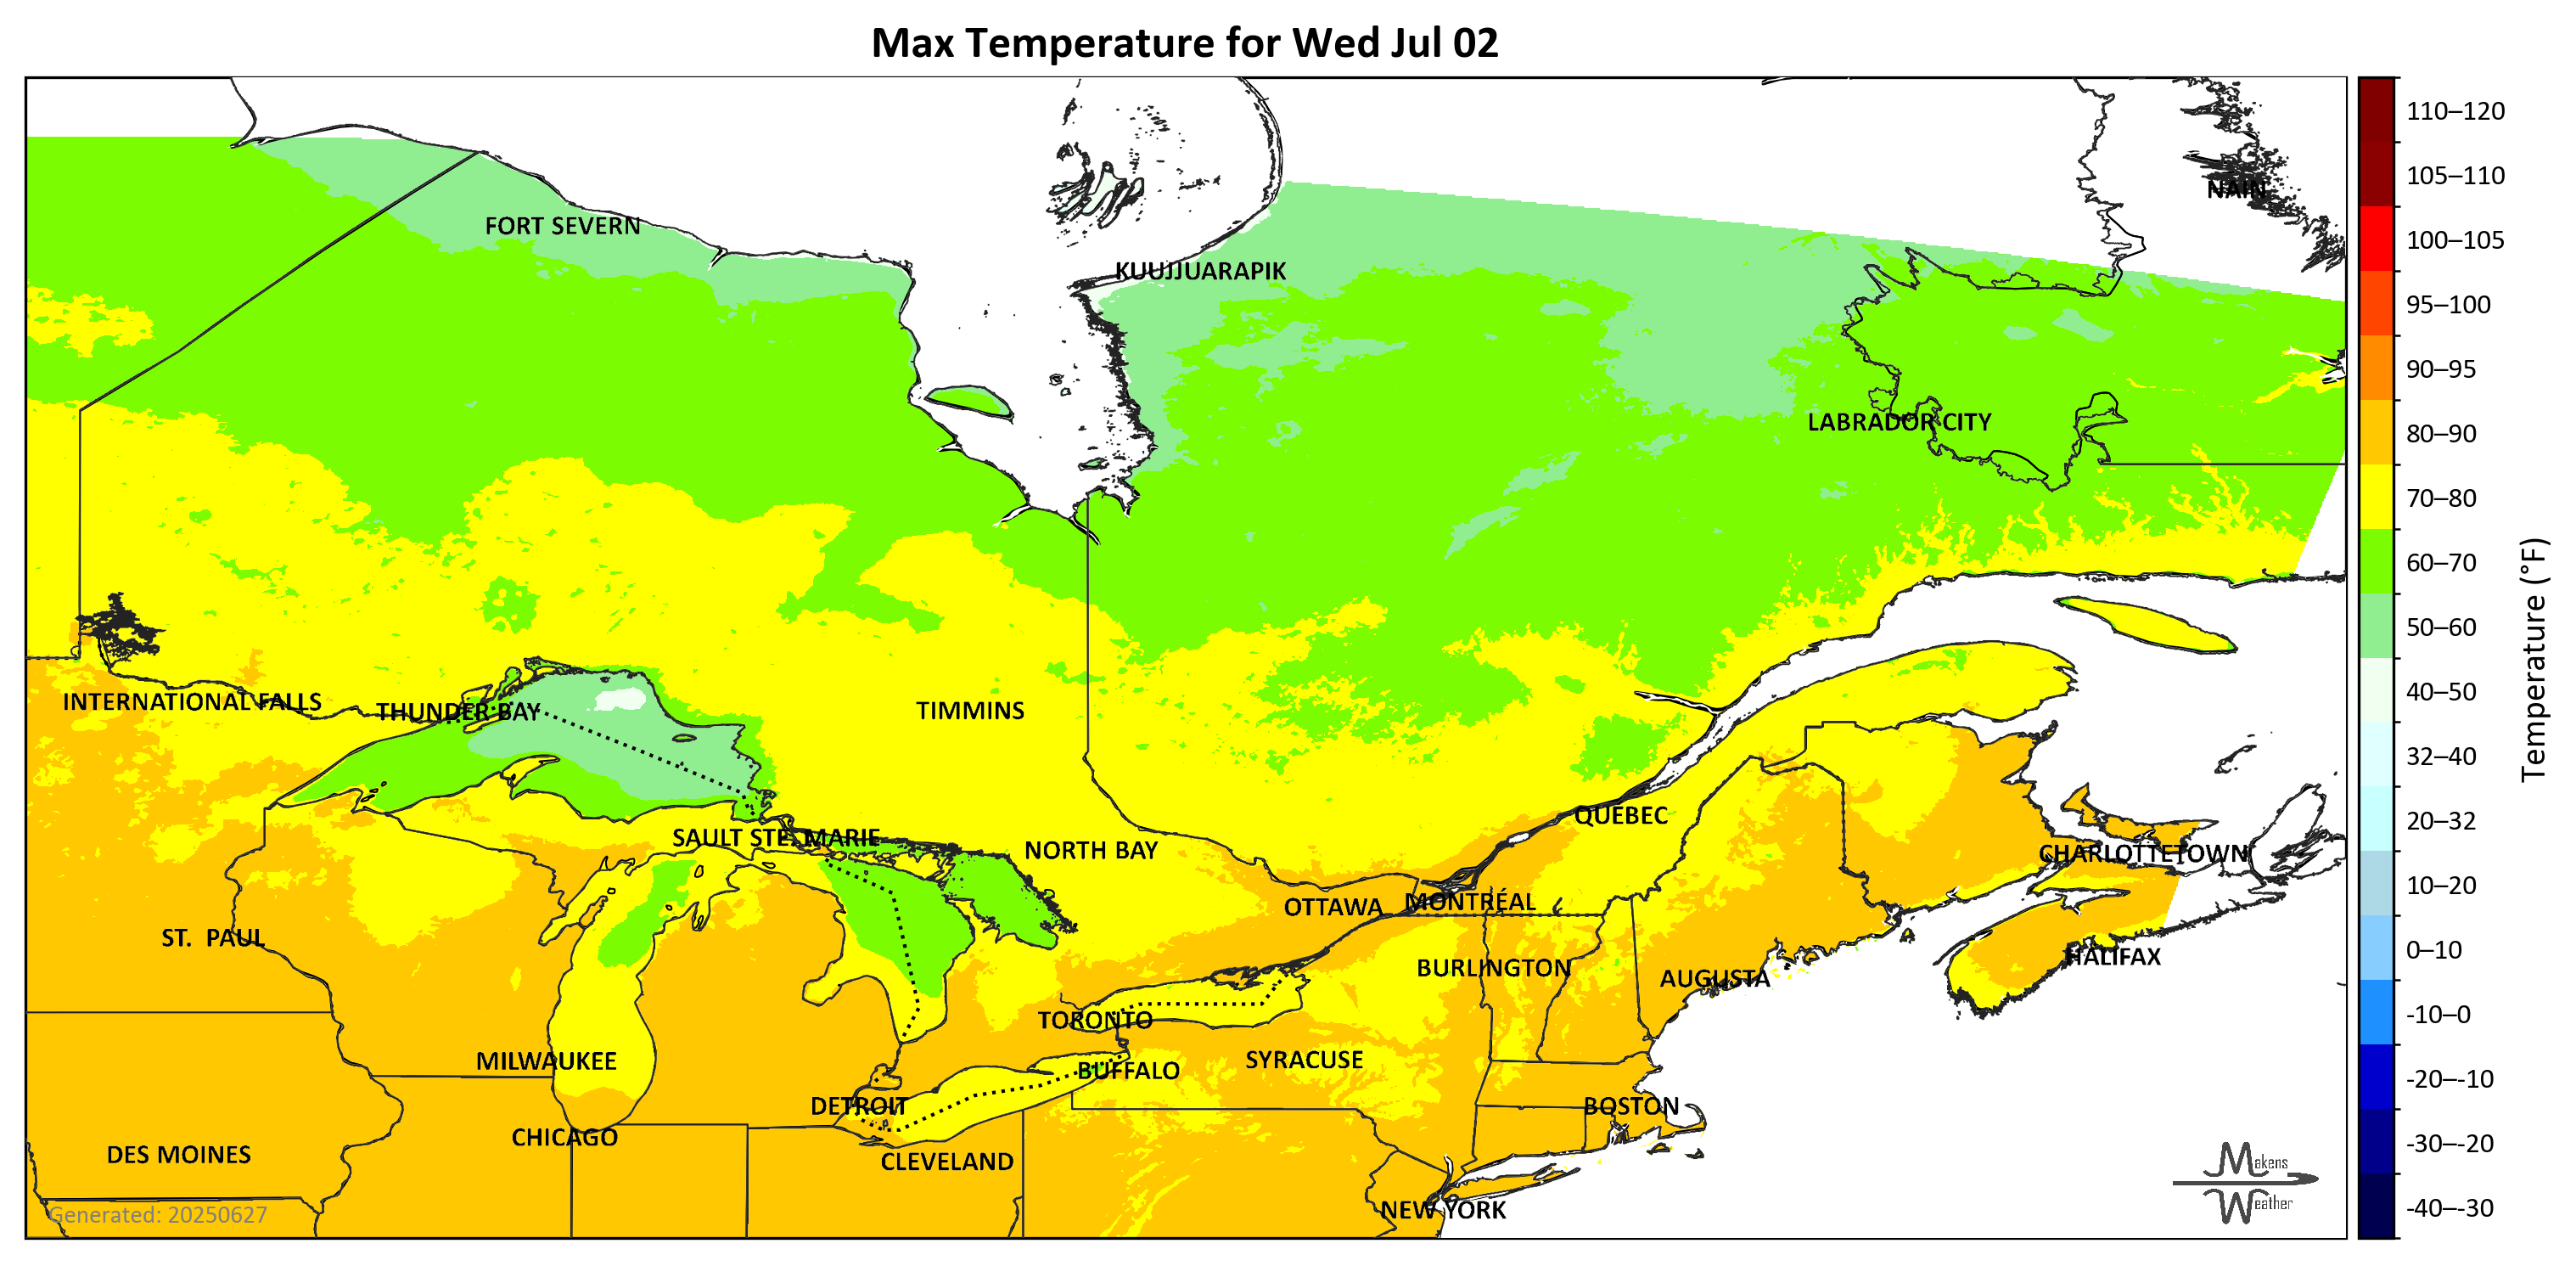 Max Temperature for Wed Jul 02
110–120
105–110
NAIN
FORT SEVERN
100–105
KUUJJUARAPIK
95–100
90–95
LABRADOR CITY
80–90
70–80
60–70
50–60
Temperature (°F)
INTERNATIONAL FALLS
THUNDER BAY
TIMMINS
40–50
32–40
QUEBEC
20–32
SAULT STE. MARIE
NORTH BAY
CHARLOTTETOWN
10–20
OTTAWA
MONTRÉAL
ST. PAUL
0–10
BURLINGTON
AUGUSTA
HALIFAX
TORONTO
-10–0
MILWAUKEE
BUFFALO
SYRACUSE
-20–-10
DETROIT
BOSTON
CHICAGO
-30–-20
DES MOINES
CLEVELAND
Makens
Weather
NEW YORK
-40–-30
Generated: 20250627